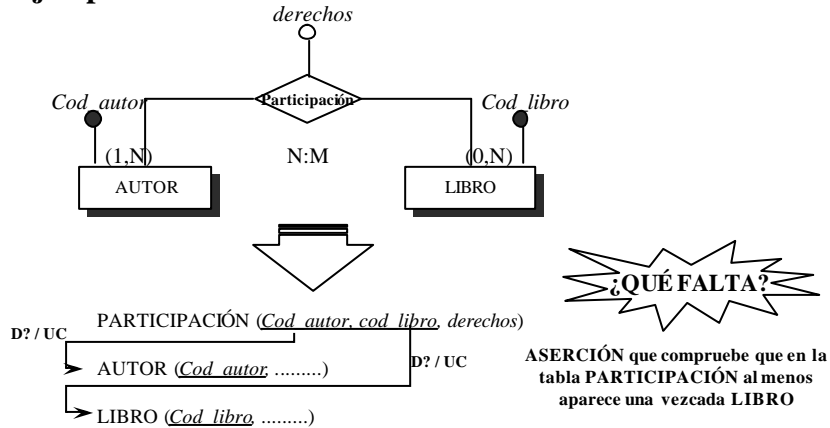 derechos
Participación
Cod_autor
Cod_libro
(1,N)
N:M
(0,N)
AUTOR
LIBRO
¿QUÉ FALTA?
PARTICIPACIÓN (Cod_autor, cod_libro, derechos)
D? / UC
D? / UC
AUTOR (Cod_autor, .........)
LIBRO (Cod_libro, .........)
ASERCIÓN que compruebe que en la
tabla PARTICIPACIÓN al menos
aparece una vezcada LIBRO